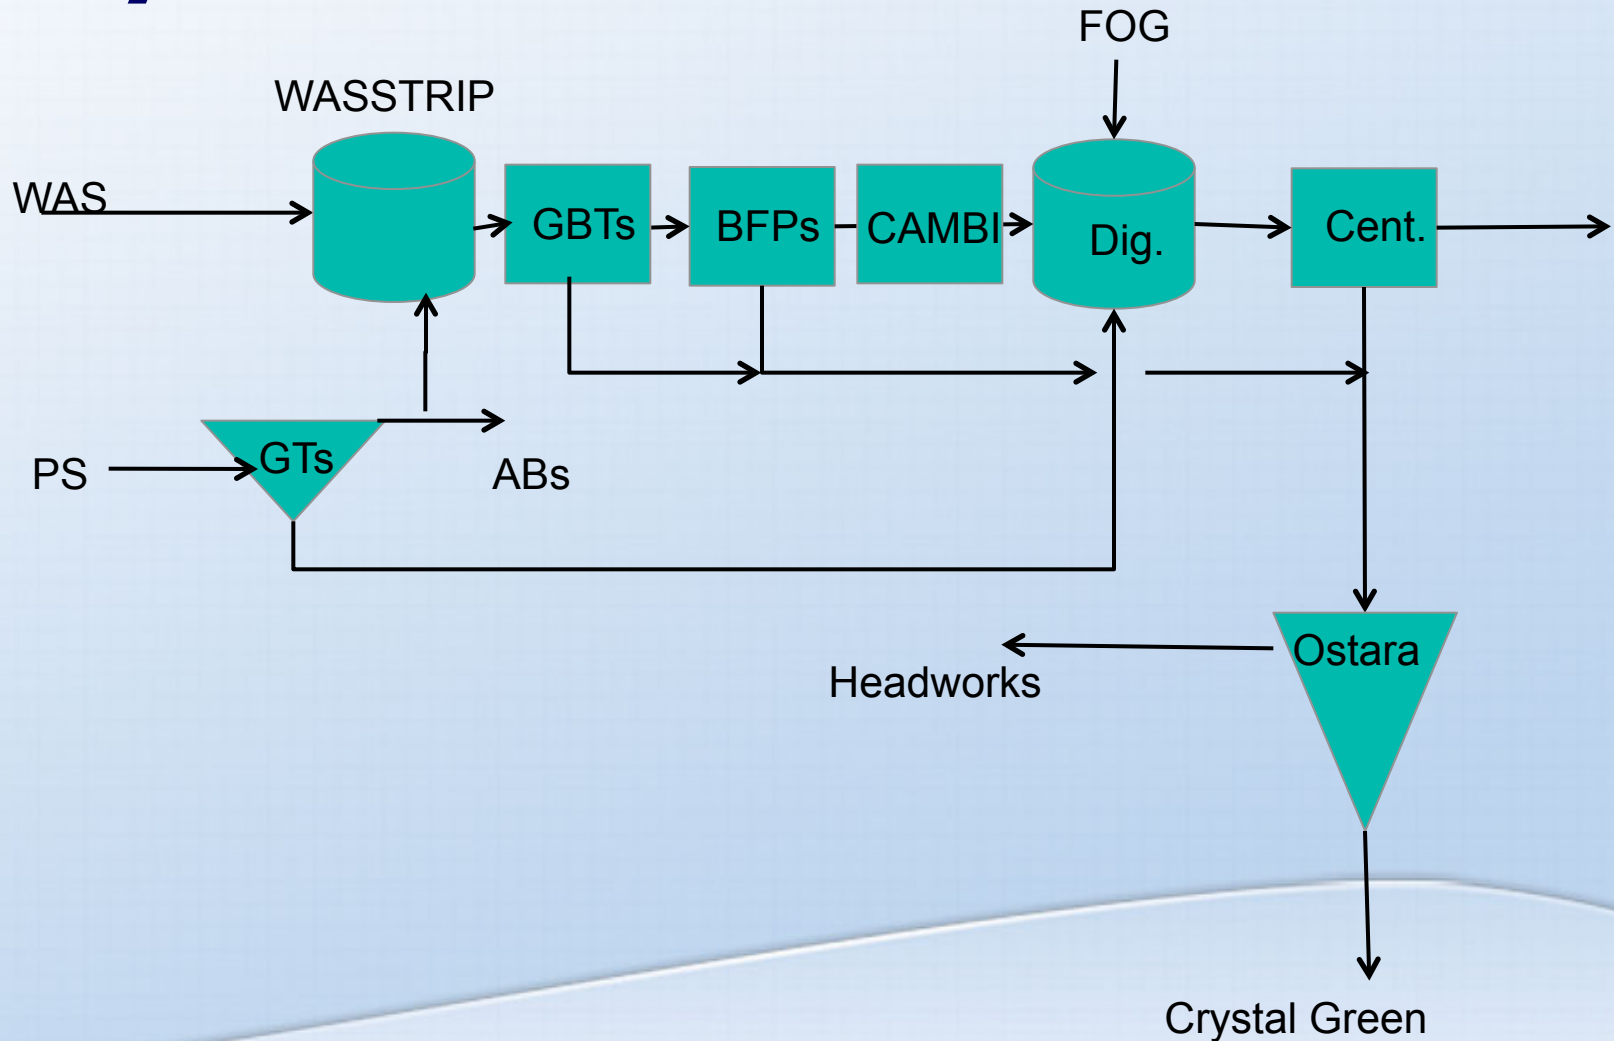 FOG
WASSTRIP
WAS
GBTs
BFPs
CAMBI
Dig.
Cent.
GTs
PS
ABs
Ostara
Headworks
Crystal Green